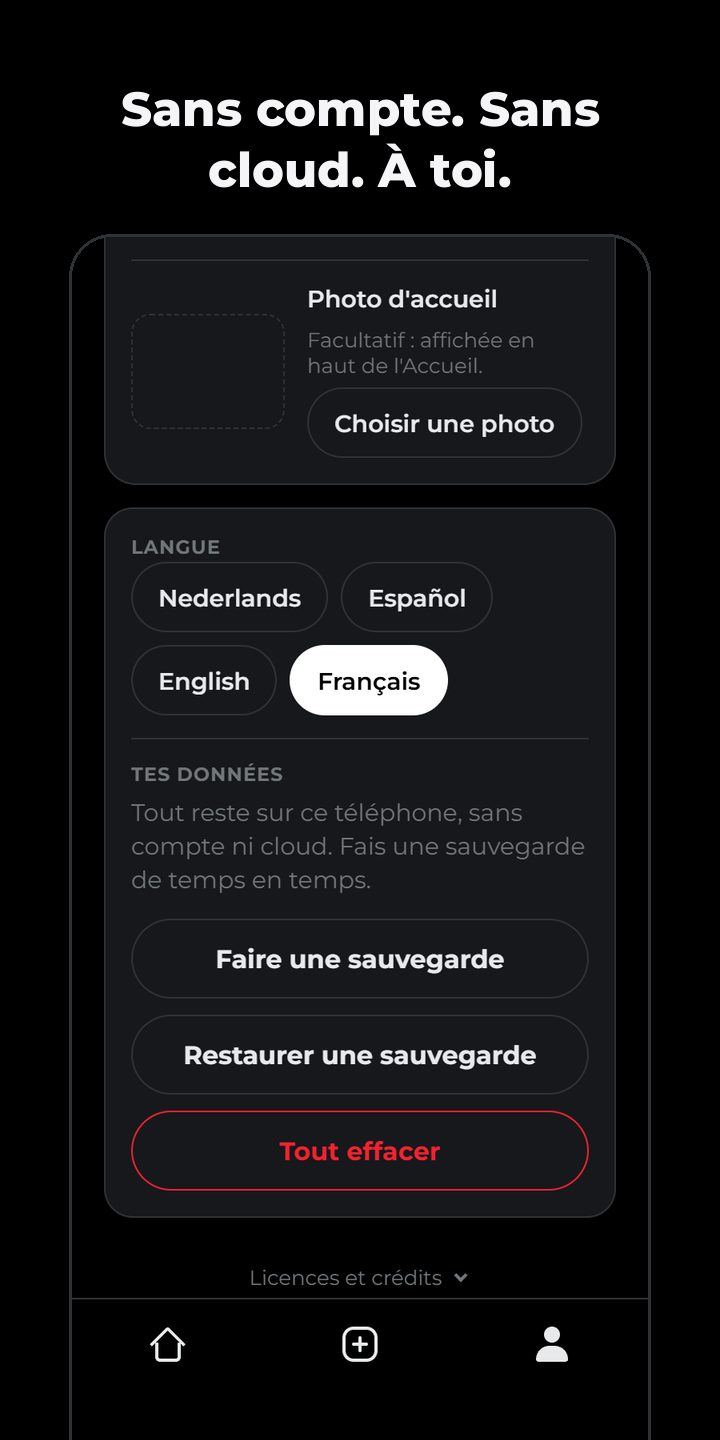 Sans compte. Sans
cloud. À toi.
Photo d'accueil
Facultatif : affichée en
haut de l'Accueil.
Choisir une photo
LANGUE
Nederlands
Español
English
Français
TES DONNÉES
Tout reste sur ce téléphone, sans
compte ni cloud. Fais une sauvegarde
de temps en temps.
Faire une sauvegarde
Restaurer une sauvegarde
Tout effacer
Licences et crédits